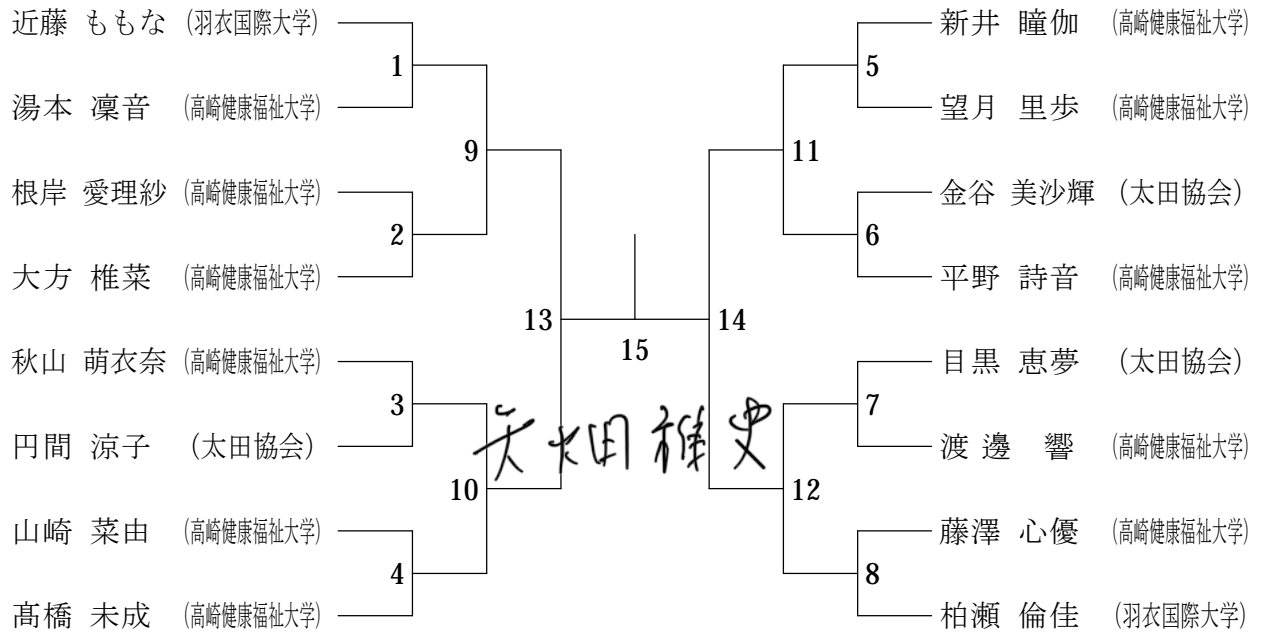 近藤 ももな (羽衣国際大学)
1
湯本 凜音 (高崎健康福祉大学)
9
根岸 愛理紗 (高崎健康福祉大学)
2
大方 椎菜 (高崎健康福祉大学)
13
秋山 萌衣奈 (高崎健康福祉大学)
3
円間 涼子 (太田協会)
10
山崎 菜由 (高崎健康福祉大学)
4
髙橋 未成 (高崎健康福祉大学)
15
矢畑雅史
新井 瞳伽 (高崎健康福祉大学)
5
望月 里歩 (高崎健康福祉大学)
11
金谷 美沙輝 (太田協会)
6
平野 詩音 (高崎健康福祉大学)
14
目黒 恵夢 (太田協会)
7
渡邊 響 (高崎健康福祉大学)
12
藤澤 心優 (高崎健康福祉大学)
8
柏瀬 倫佳 (羽衣国際大学)